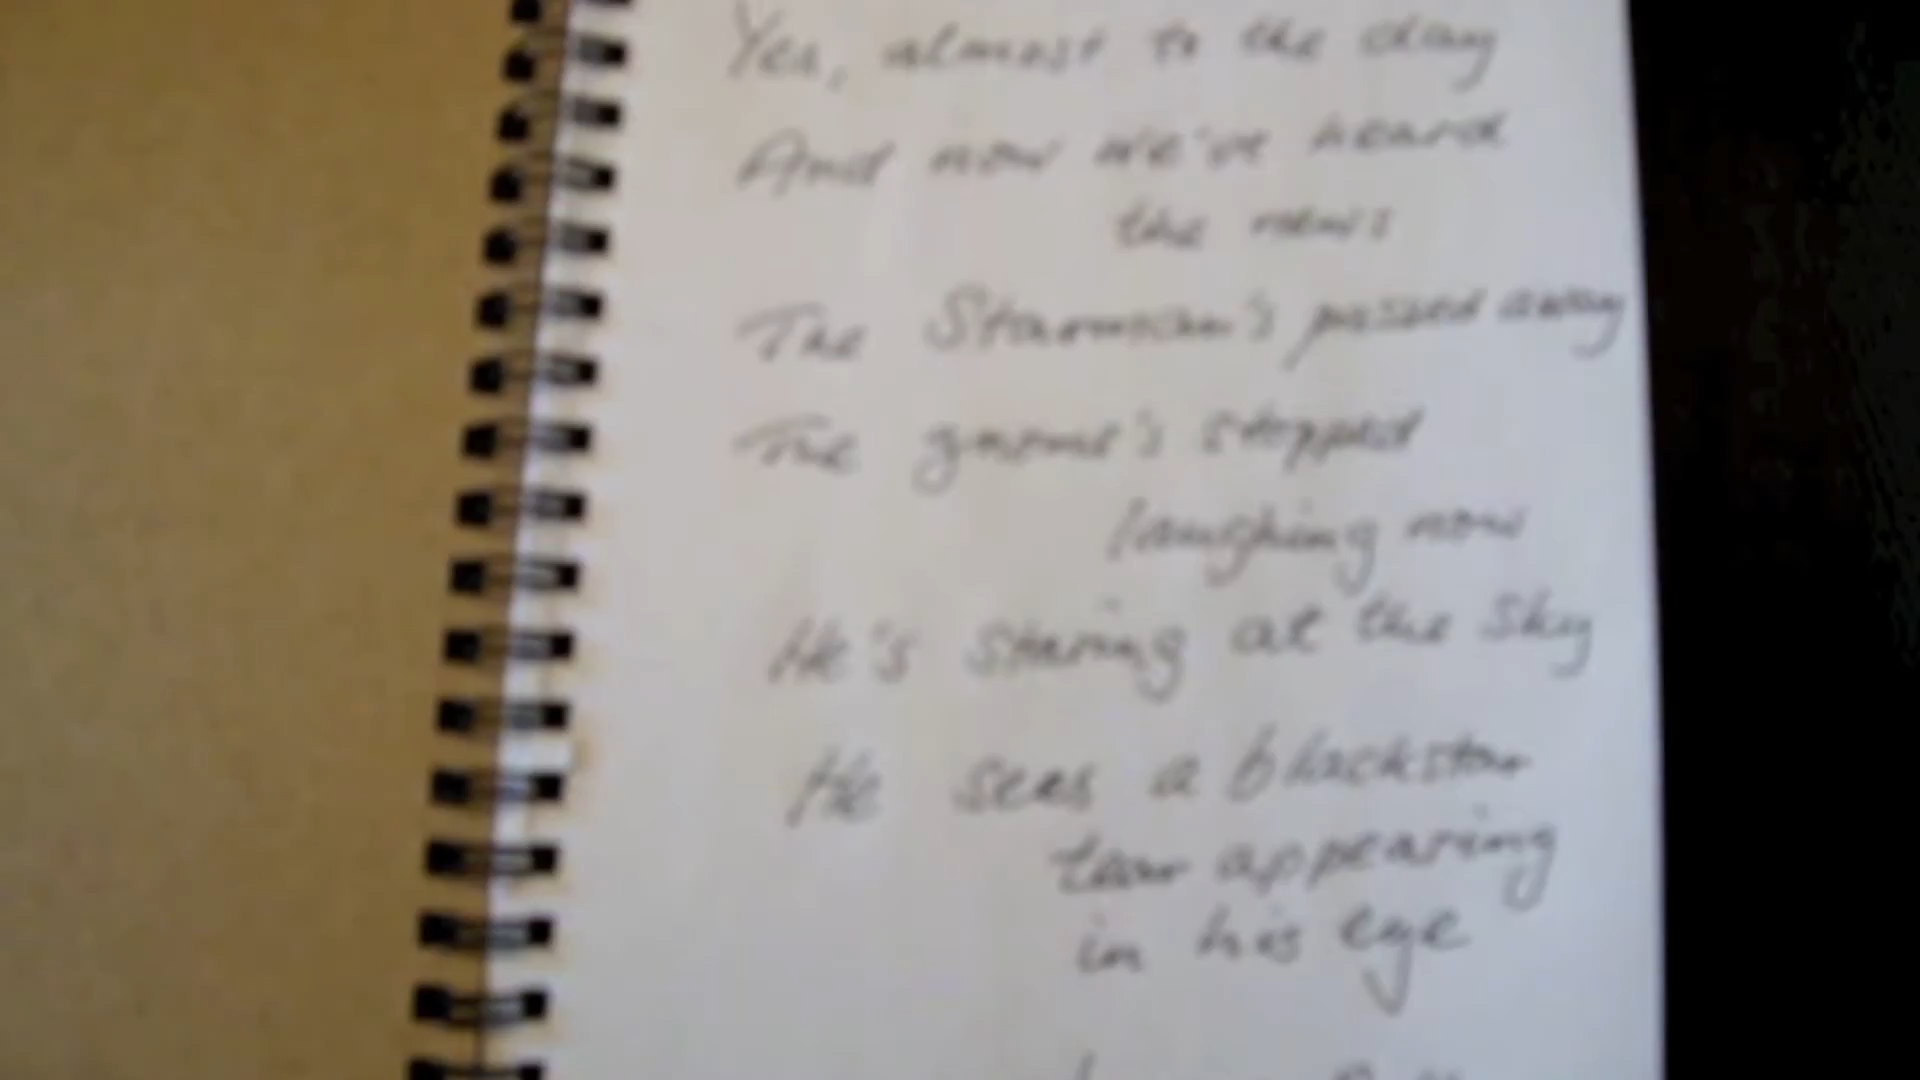 Yes, almost to the day
And now we've heard
the news
The Starman's passed away
The gnome's stopped
laughing now
He's staring at the sky
He sees a blackstar
tear appearing
in his eye